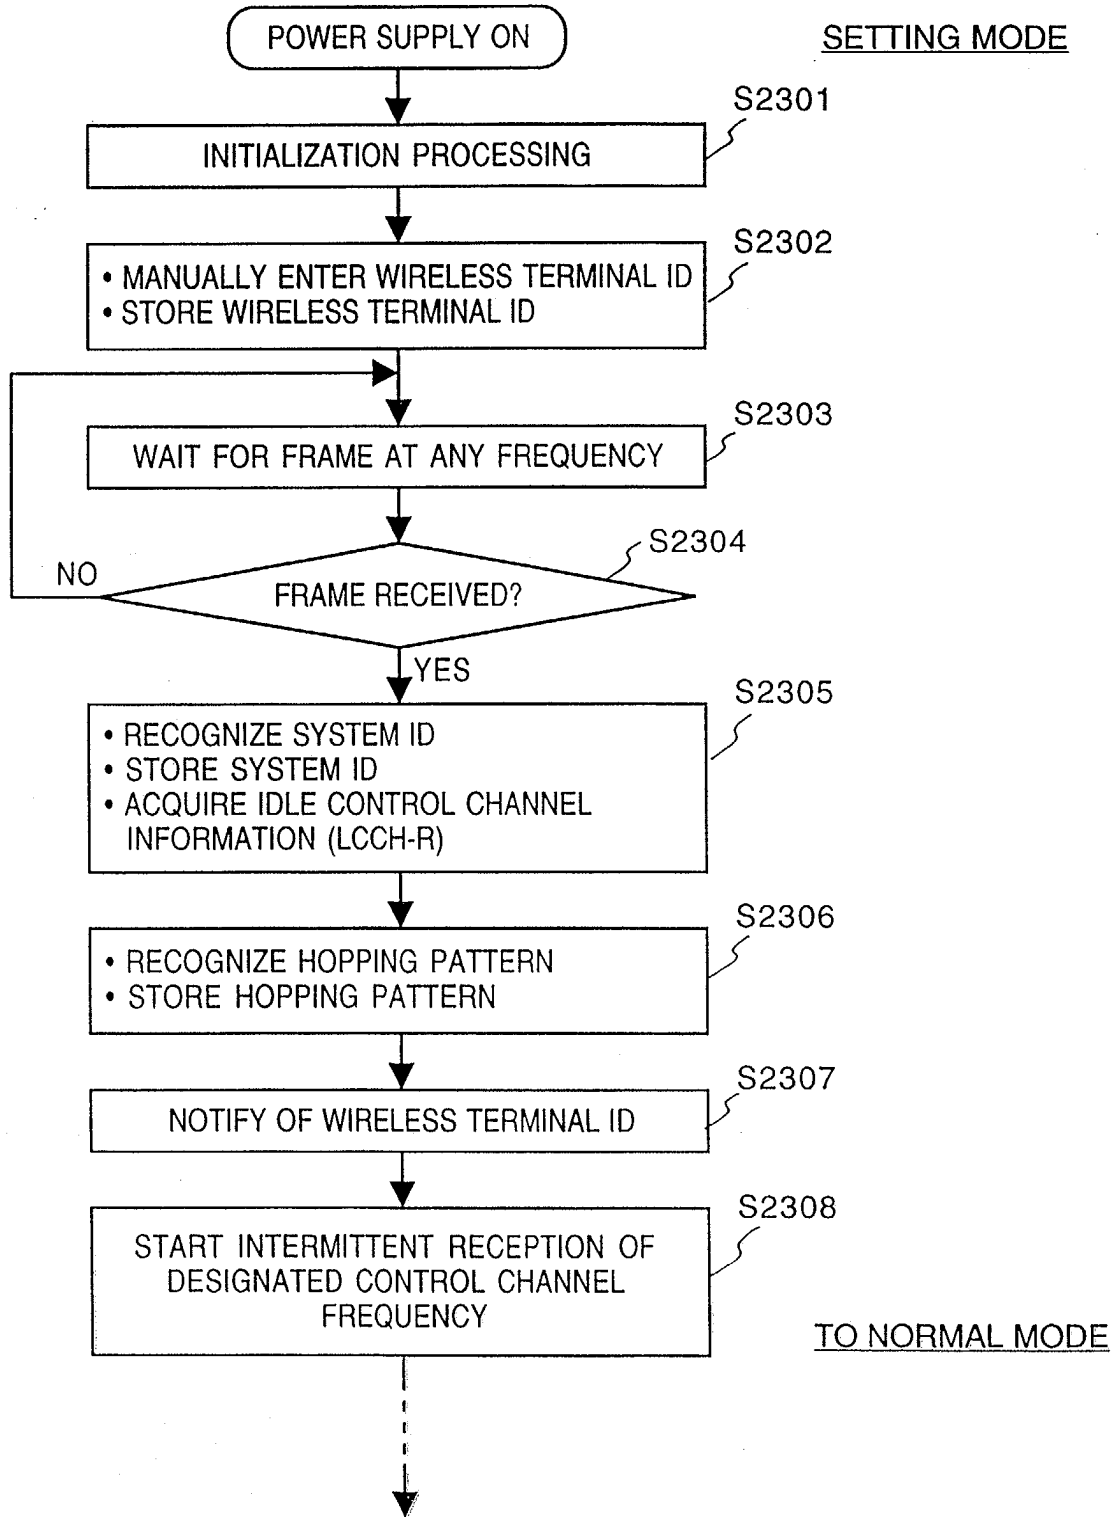 POWER SUPPLY ON
SETTING MODE
S2301
INITIALIZATION PROCESSING
S2302
• MANUALLY ENTER WIRELESS TERMINAL ID
• STORE WIRELESS TERMINAL ID
S2303
WAIT FOR FRAME AT ANY FREQUENCY
S2304
NO
FRAME RECEIVED?
YES
S2305
• RECOGNIZE SYSTEM ID
• STORE SYSTEM ID
• ACQUIRE IDLE CONTROL CHANNEL
INFORMATION (LCCH-R)
S2306
• RECOGNIZE HOPPING PATTERN
• STORE HOPPING PATTERN
S2307
NOTIFY OF WIRELESS TERMINAL ID
S2308
START INTERMITTENT RECEPTION OF
DESIGNATED CONTROL CHANNEL
FREQUENCY
TO NORMAL MODE